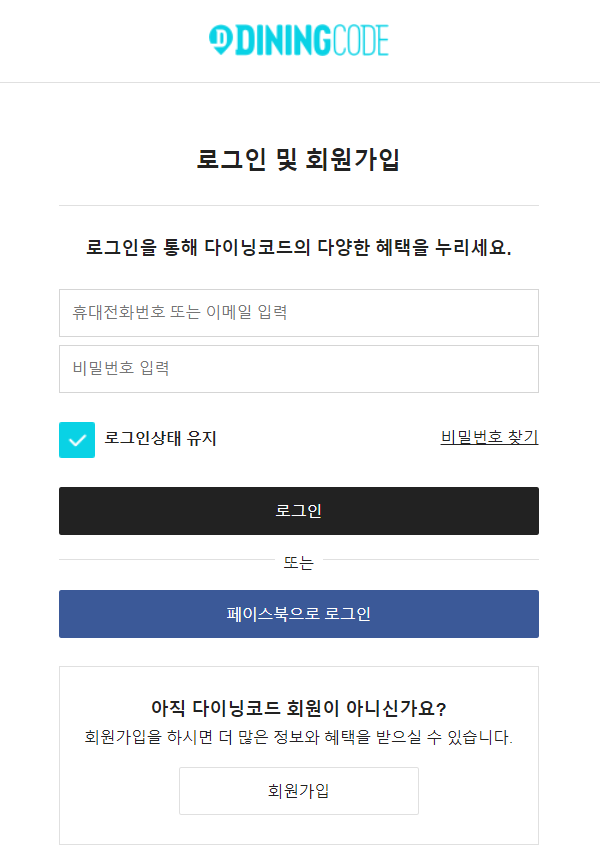 DININGCODE
로그인 및 회원가입
로그인을 통해 다이닝코드의 다양한 혜택을 누리세요.
휴대전화번호 또는 이메일 입력
비밀번호 입력
로그인상태 유지
비밀번호 찾기
로그인
또는
페이스북으로 로그인
아직 다이닝코드 회원이 아니신가요?
회원가입을 하시면 더 많은 정보와 혜택을 받으실 수 있습니다.
회원가입